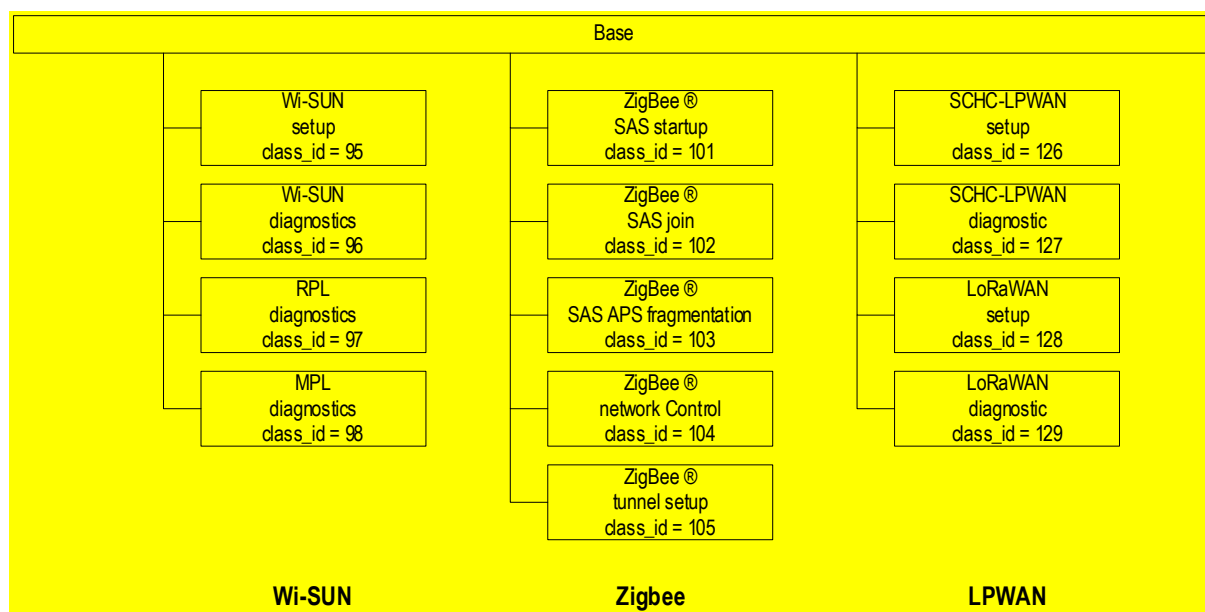 Base
Wi-SUN
setup
class_id = 95
Wi-SUN
diagnostics
class_id = 96
RPL
diagnostics
class_id = 97
MPL
diagnostics
class_id = 98
Wi-SUN
ZigBee ®
SAS startup
class_id = 101
ZigBee ®
SAS join
class_id = 102
ZigBee ®
SAS APS fragmentation
class_id = 103
ZigBee ®
network Control
class_id = 104
ZigBee ®
tunnel setup
class_id = 105
Zigbee
SCHC-LPWAN
setup
class_id = 126
SCHC-LPWAN
diagnostic
class_id = 127
LoRaWAN
setup
class_id = 128
LoRaWAN
diagnostic
class_id = 129
LPWAN